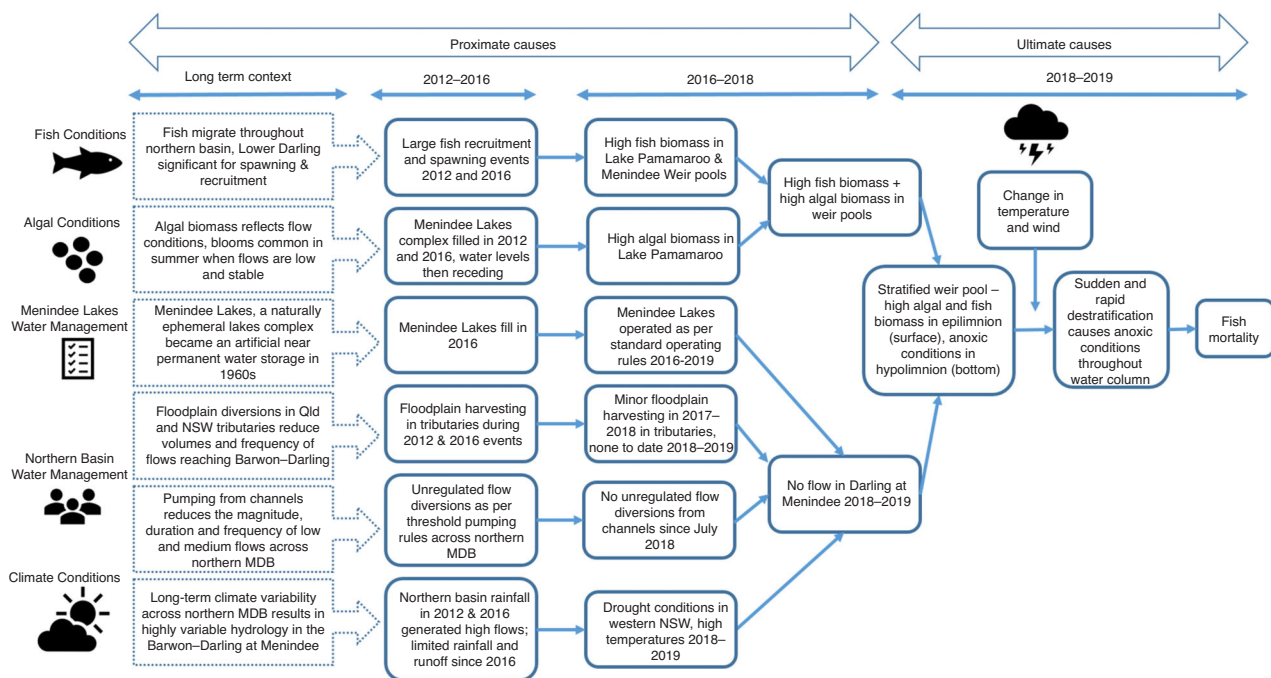 Proximate causes
Ultimate causes
Long term context
2012–2016
2016–2018
2018–2019
Fish Conditions
Fish migrate throughout
northern basin, Lower Darling
significant for spawning &
recruitment
Large fish recruitment
and spawning events
2012 and 2016
High fish biomass in
Lake Pamamaroo &
Menindee Weir pools
High fish biomass +
high algal biomass in
weir pools
Change in
temperature
and wind
Algal Conditions
Algal biomass reflects flow
conditions, blooms common in
summer when flows are low
and stable
Menindee Lakes
complex filled in 2012
and 2016, water levels
then receding
High algal biomass in
Lake Pamamaroo
Stratified weir pool –
high algal and fish
biomass in epilimnion
(surface), anoxic
conditions in
hypolimnion (bottom)
Sudden and
rapid
destratification
causes anoxic
conditions
throughout
water column
Fish
mortality
Menindee Lakes
Water Management
Menindee Lakes, a naturally
ephemeral lakes complex
became an artificial near
permanent water storage in
1960s
Menindee Lakes fill in
2016
Menindee Lakes
operated as per
standard operating
rules 2016-2019
Northern Basin
Water Management
Floodplain diversions in Qld
and NSW tributaries reduce
volumes and frequency of
flows reaching Barwon–Darling
Floodplain harvesting
in tributaries during
2012 & 2016 events
Minor floodplain
harvesting in 2017–
2018 in tributaries,
none to date 2018–2019
No flow in Darling at
Menindee 2018–2019
Pumping from channels
reduces the magnitude,
duration and frequency of low
and medium flows across
northern MDB
Unregulated flow
diversions as per
threshold pumping
rules across northern
MDB
No unregulated flow
diversions from
channels since July
2018
Climate Conditions
Long-term climate variability
across northern MDB results in
highly variable hydrology in the
Barwon–Darling at Menindee
Northern basin rainfall
in 2012 & 2016
generated high flows;
limited rainfall and
runoff since 2016
Drought conditions in
western NSW, high
temperatures 2018–
2019